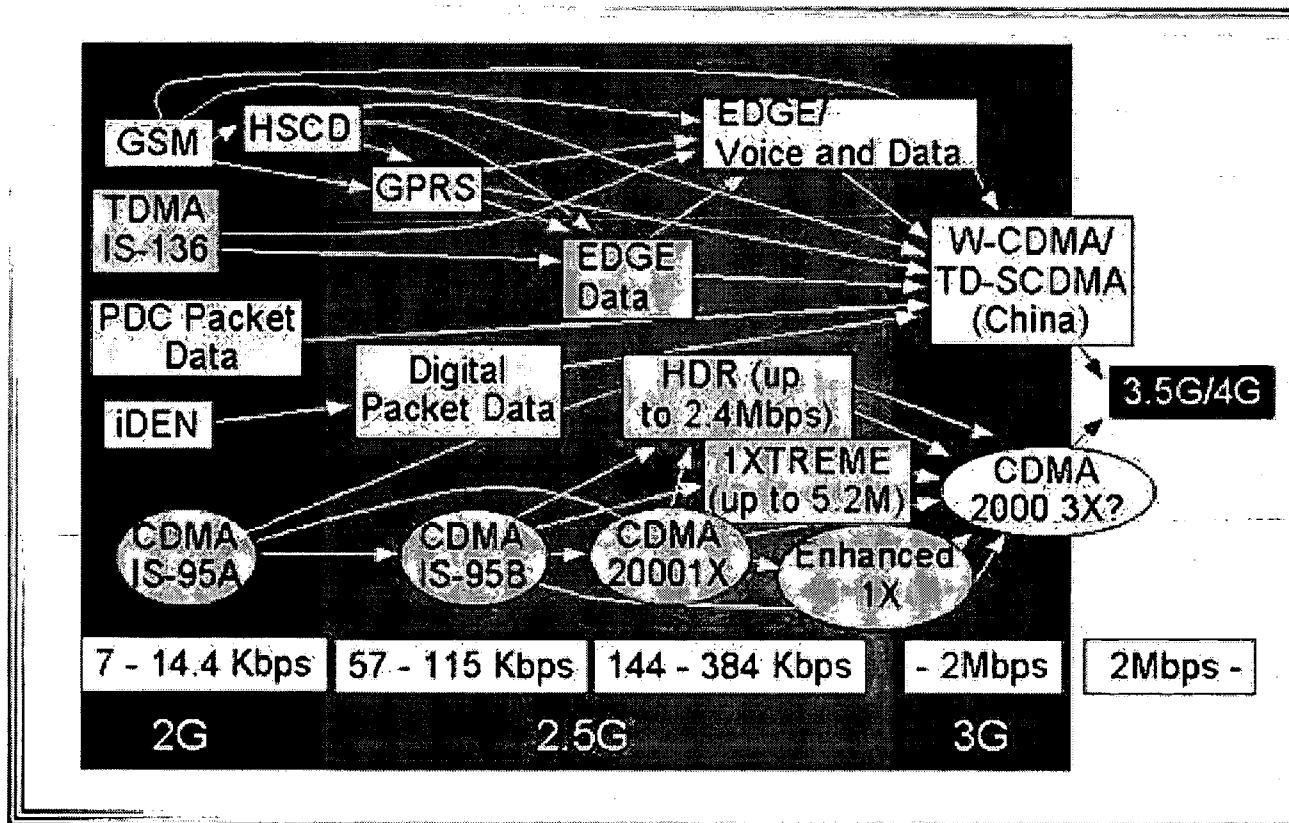 GSM
HSCD
EDGE/
Voice and Data
GPRS
TDMA
IS-136
EDGE
Data
W-CDMA/
TD-SCDMA
(China)
PDC Packet
Data
Digital
Packet Data
HDR (up
to 2.4Mbps)
3.5G/4G
iDEN
1XTREME
(up to 5.2M)
CDMA
2000 3X?
CDMA
IS-95A
CDMA
IS-95B
CDMA
20001X
Enhanced
1X
7 - 14.4 Kbps
57 - 115 Kbps
144 - 384 Kbps
- 2Mbps
2Mbps -
2G
2.5G
3G